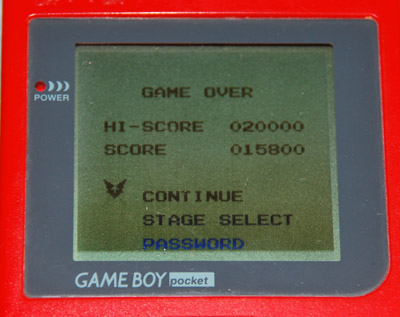 GAME OVER
POWER
HI-SCORE 020000
SCORE 015800
CONTINUE
STAGE SELECT
PASSWORD
GAME BOY pocket